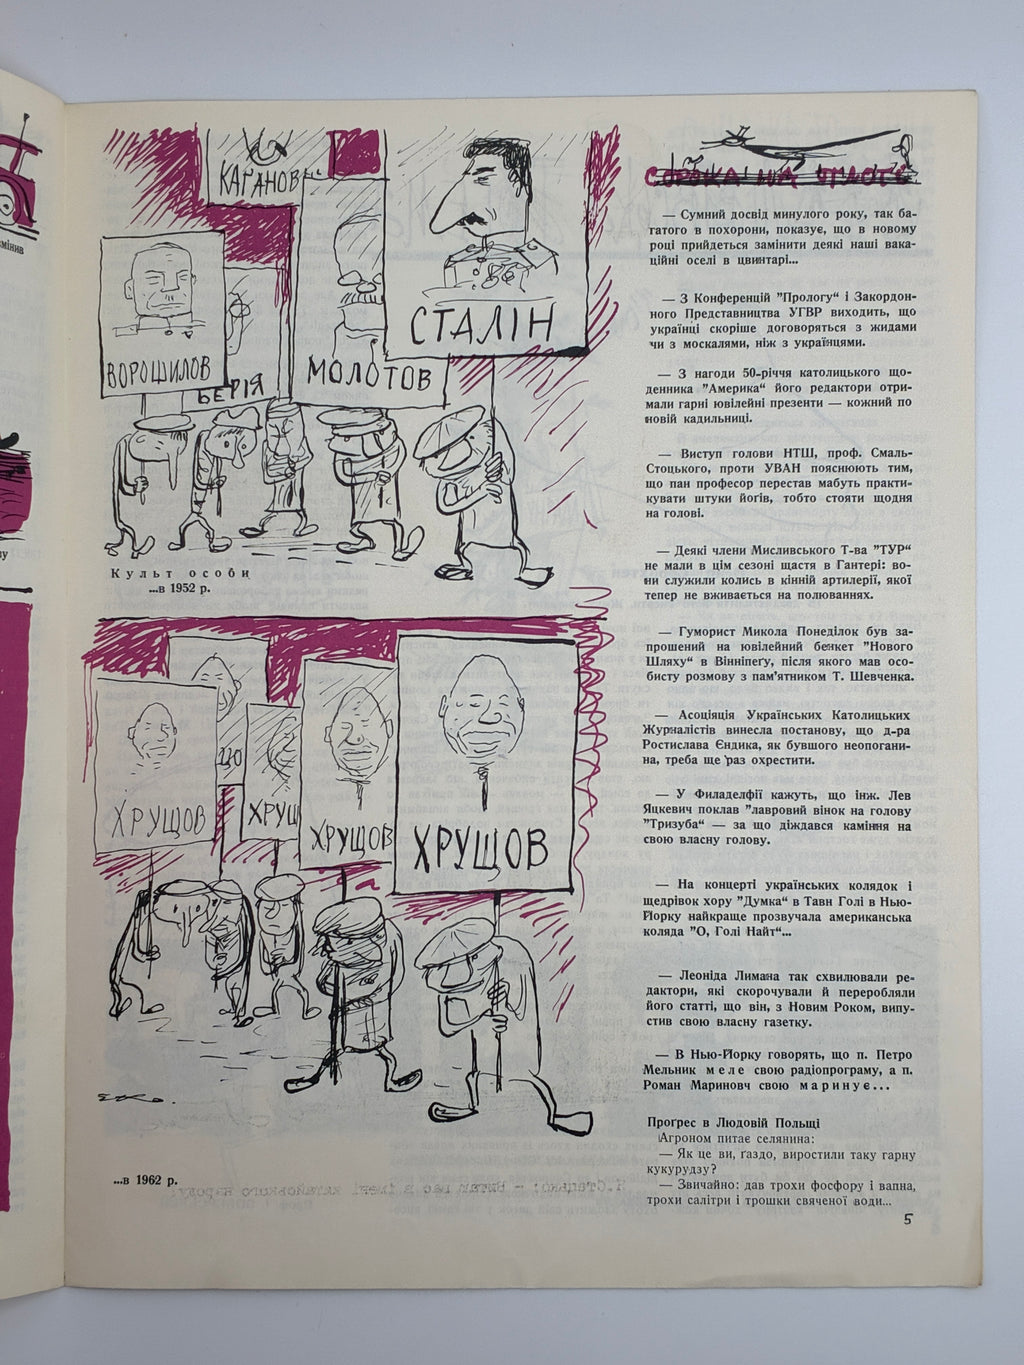 КАГАНОВ
ВОРОШИЛОВ
БЕРІЯ
МОЛОТОВ
СТАЛІН
Культ особи
...в 1952 р.
ХРУЩОВ
ЦО
ХРУЩ
ХРУЩОВ
ХРУЩОВ
...в 1962 р.
СОРОКА НА ПЛОТІ
— Сумний досвід минулого року, так ба-
гатого в похорони, показує, що в новому
році прийдеться замінити деякі наші вака-
ційні оселі в цвинтарі...
— З Конференцій "Прологу" і Закордон-
ного Представництва УГВР виходить, що
українці скоріше договоряться з жидами
чи з москалями, ніж з українцями.
— З нагоди 50-річчя католицького що-
денника "Америка" його редактори отри-
мали гарні ювілейні презенти — кожний по
новій кадильниці.
— Виступ голови НТШ, проф. Смаль-
Стоцького, проти УВАН пояснюють тим,
що пан професор перестав мабуть практи-
кувати штуки йогів, тобто стояти щодня
на голові.
— Деякі члени Мисливського Т-ва "ТУР"
не мали в цім сезоні щастя в Гантері: во-
ни служили колись в кінній артилерії, якої
тепер не вживається на полюваннях.
— Гуморист Микола Понеділок був за-
прошений на ювілейний бенкет "Нового
Шляху" в Вінніпегу, після якого мав осо-
бисту розмову з пам'ятником Т. Шевченка.
— Асоціяція Українських Католицьких
Журналістів винесла постанову, що д-ра
Ростислава Єндика, як бувшого неопогани-
на, треба ще раз охрестити.
— У Филаделфії кажуть, що інж. Лев
Яцкевич поклав "лавровий вінок на голову
"Тризуба" — за що діждався каміння на
свою власну голову.
— На концерті українських колядок і
щедрівок хору "Думка" в Тавн Голі в Нью-
Йорку найкраще прозвучала американська
коляда "О, Голі Найт"...
— Леоніда Лимана так схвилювали ре-
дактори, які скорочували й переробляли
його статті, що він, з Новим Роком, випу-
стив свою власну газетку.
— В Нью-Йорку говорять, що п. Петро
Мельник меле свою радіопрограму, а п.
Роман Маринович свою маринує...
Прогрес в Людовій Польщі
Агроном питає селянина:
— Як це ви, ґаздо, виростили таку гарну
кукурудзу?
— Звичайно: дав трохи фосфору і вапна,
трохи салітри і трошки свяченої води...
5